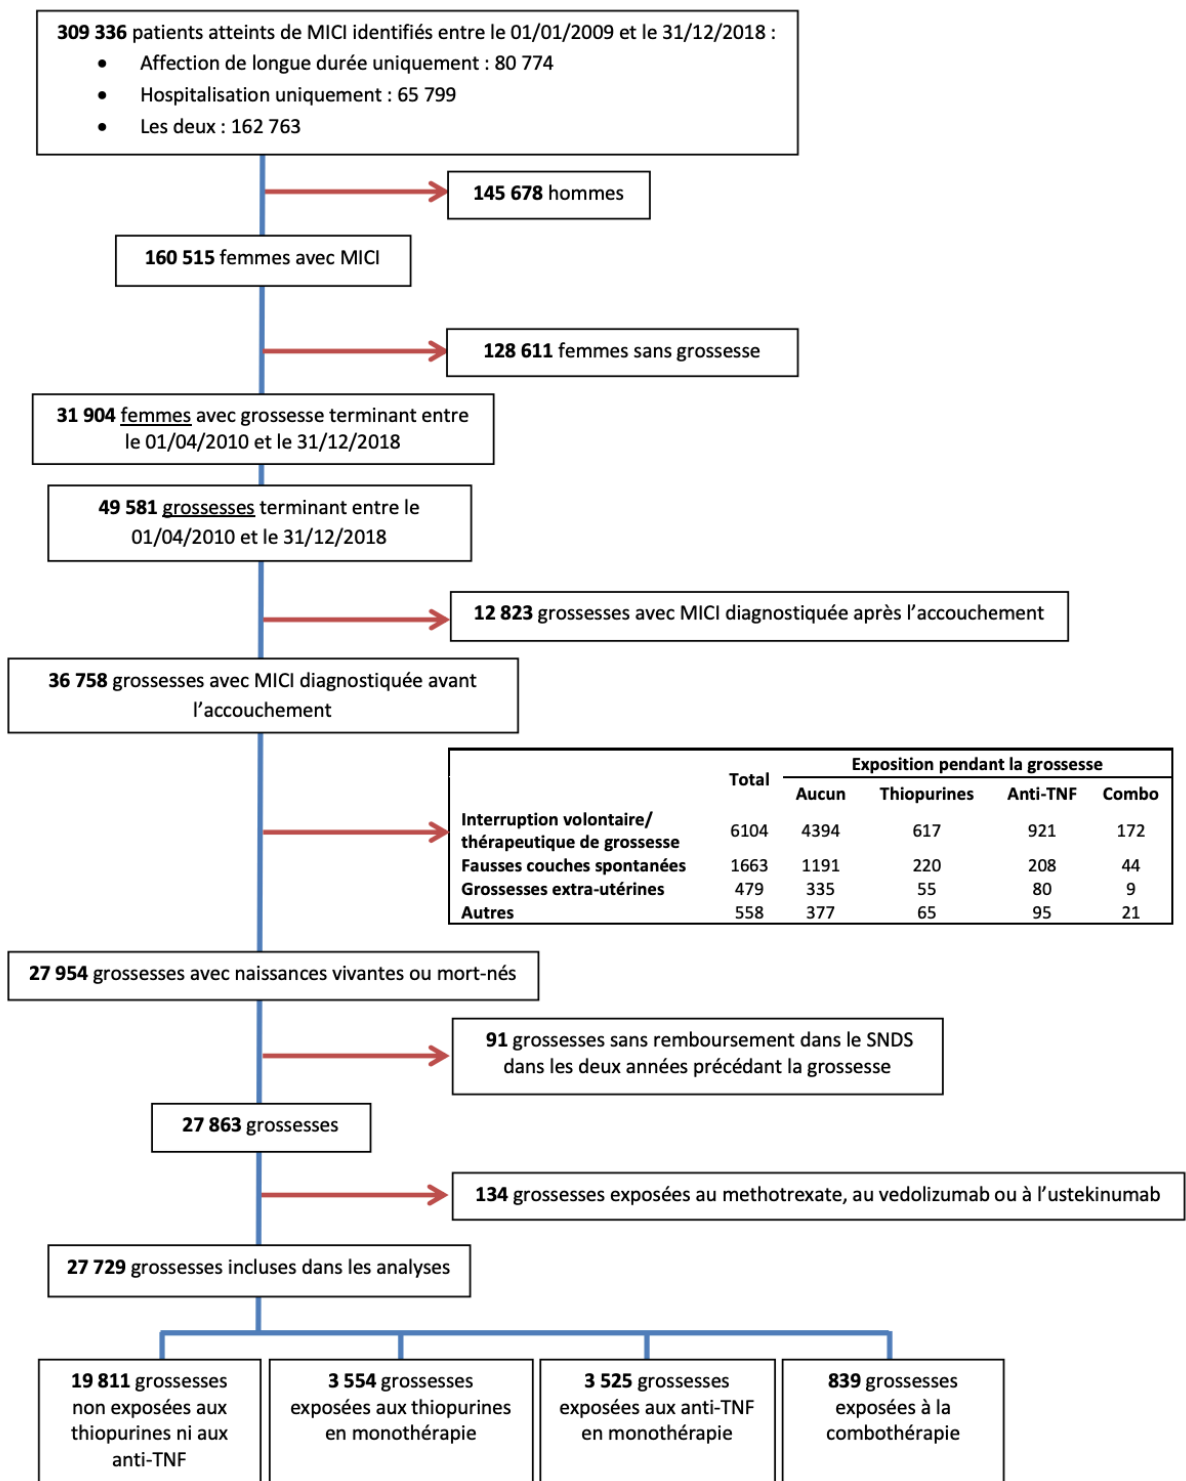 309 336 patients atteints de MICI identifiés entre le 01/01/2009 et le 31/12/2018 :
• Affection de longue durée uniquement : 80 774
• Hospitalisation uniquement : 65 799
• Les deux : 162 763
145 678 hommes
160 515 femmes avec MICI
128 611 femmes sans grossesse
31 904 femmes avec grossesse terminant entre
le 01/04/2010 et le 31/12/2018
49 581 grossesses terminant entre le
01/04/2010 et le 31/12/2018
12 823 grossesses avec MICI diagnostiquée après l’accouchement
36 758 grossesses avec MICI diagnostiquée avant
l’accouchement
Total Exposition pendant la grossesse
Aucun Thiopurines Anti-TNF Combo
Interruption volontaire/
thérapeutique de grossesse 6104 4394 617 921 172
Fausses couches spontanées 1663 1191 220 208 44
Grossesses extra-utérines 479 335 55 80 9
Autres 558 377 65 95 21
27 954 grossesses avec naissances vivantes ou mort-nés
91 grossesses sans remboursement dans le SNDS
dans les deux années précédant la grossesse
27 863 grossesses
134 grossesses exposées au methotrexate, au vedolizumab ou à l’ustekinumab
27 729 grossesses incluses dans les analyses
19 811 grossesses
non exposées aux
thiopurines ni aux
anti-TNF
3 554 grossesses
exposées aux thiopurines
en monothérapie
3 525 grossesses
exposées aux anti-TNF
en monothérapie
839 grossesses
exposées à la
combothérapie